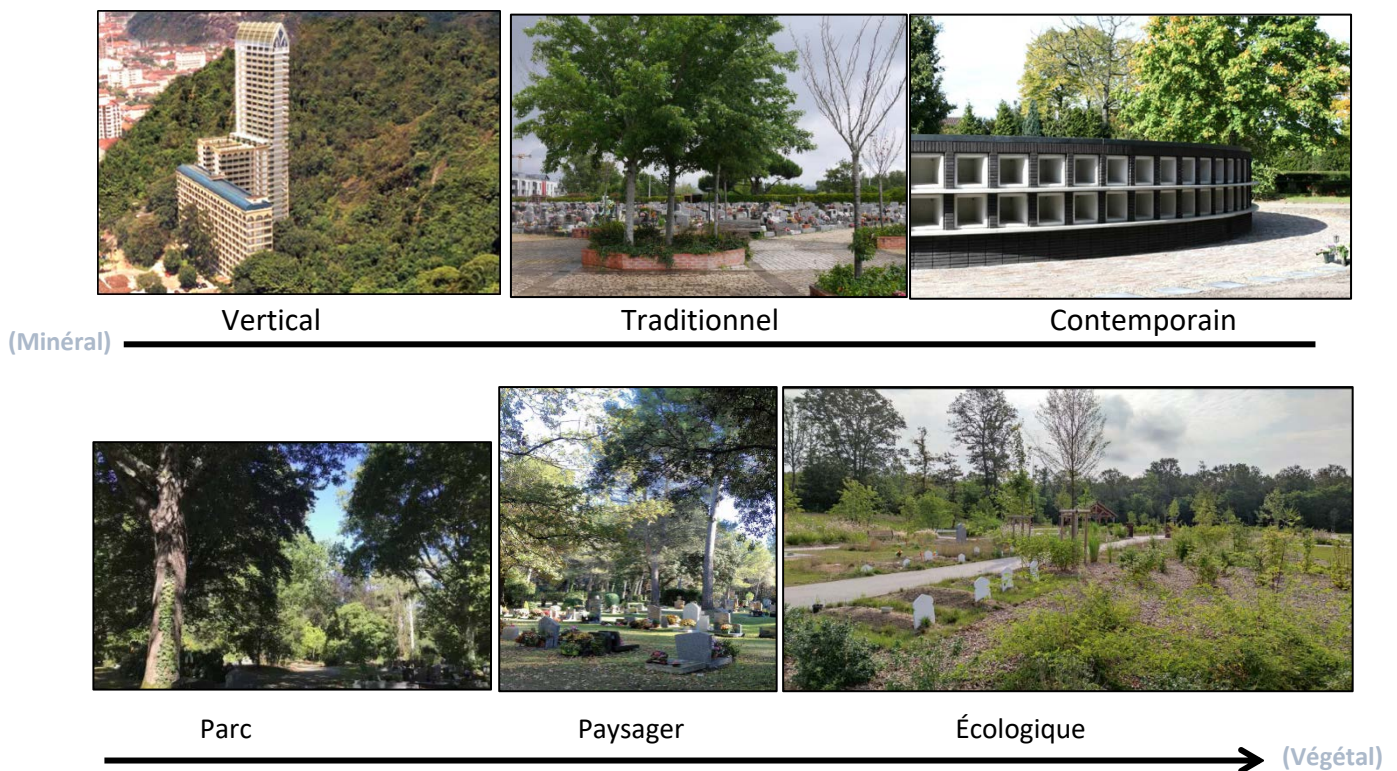 Vertical
Traditionnel
Contemporain
(Minéral)
Parc
Paysager
Écologique
(Végétal)